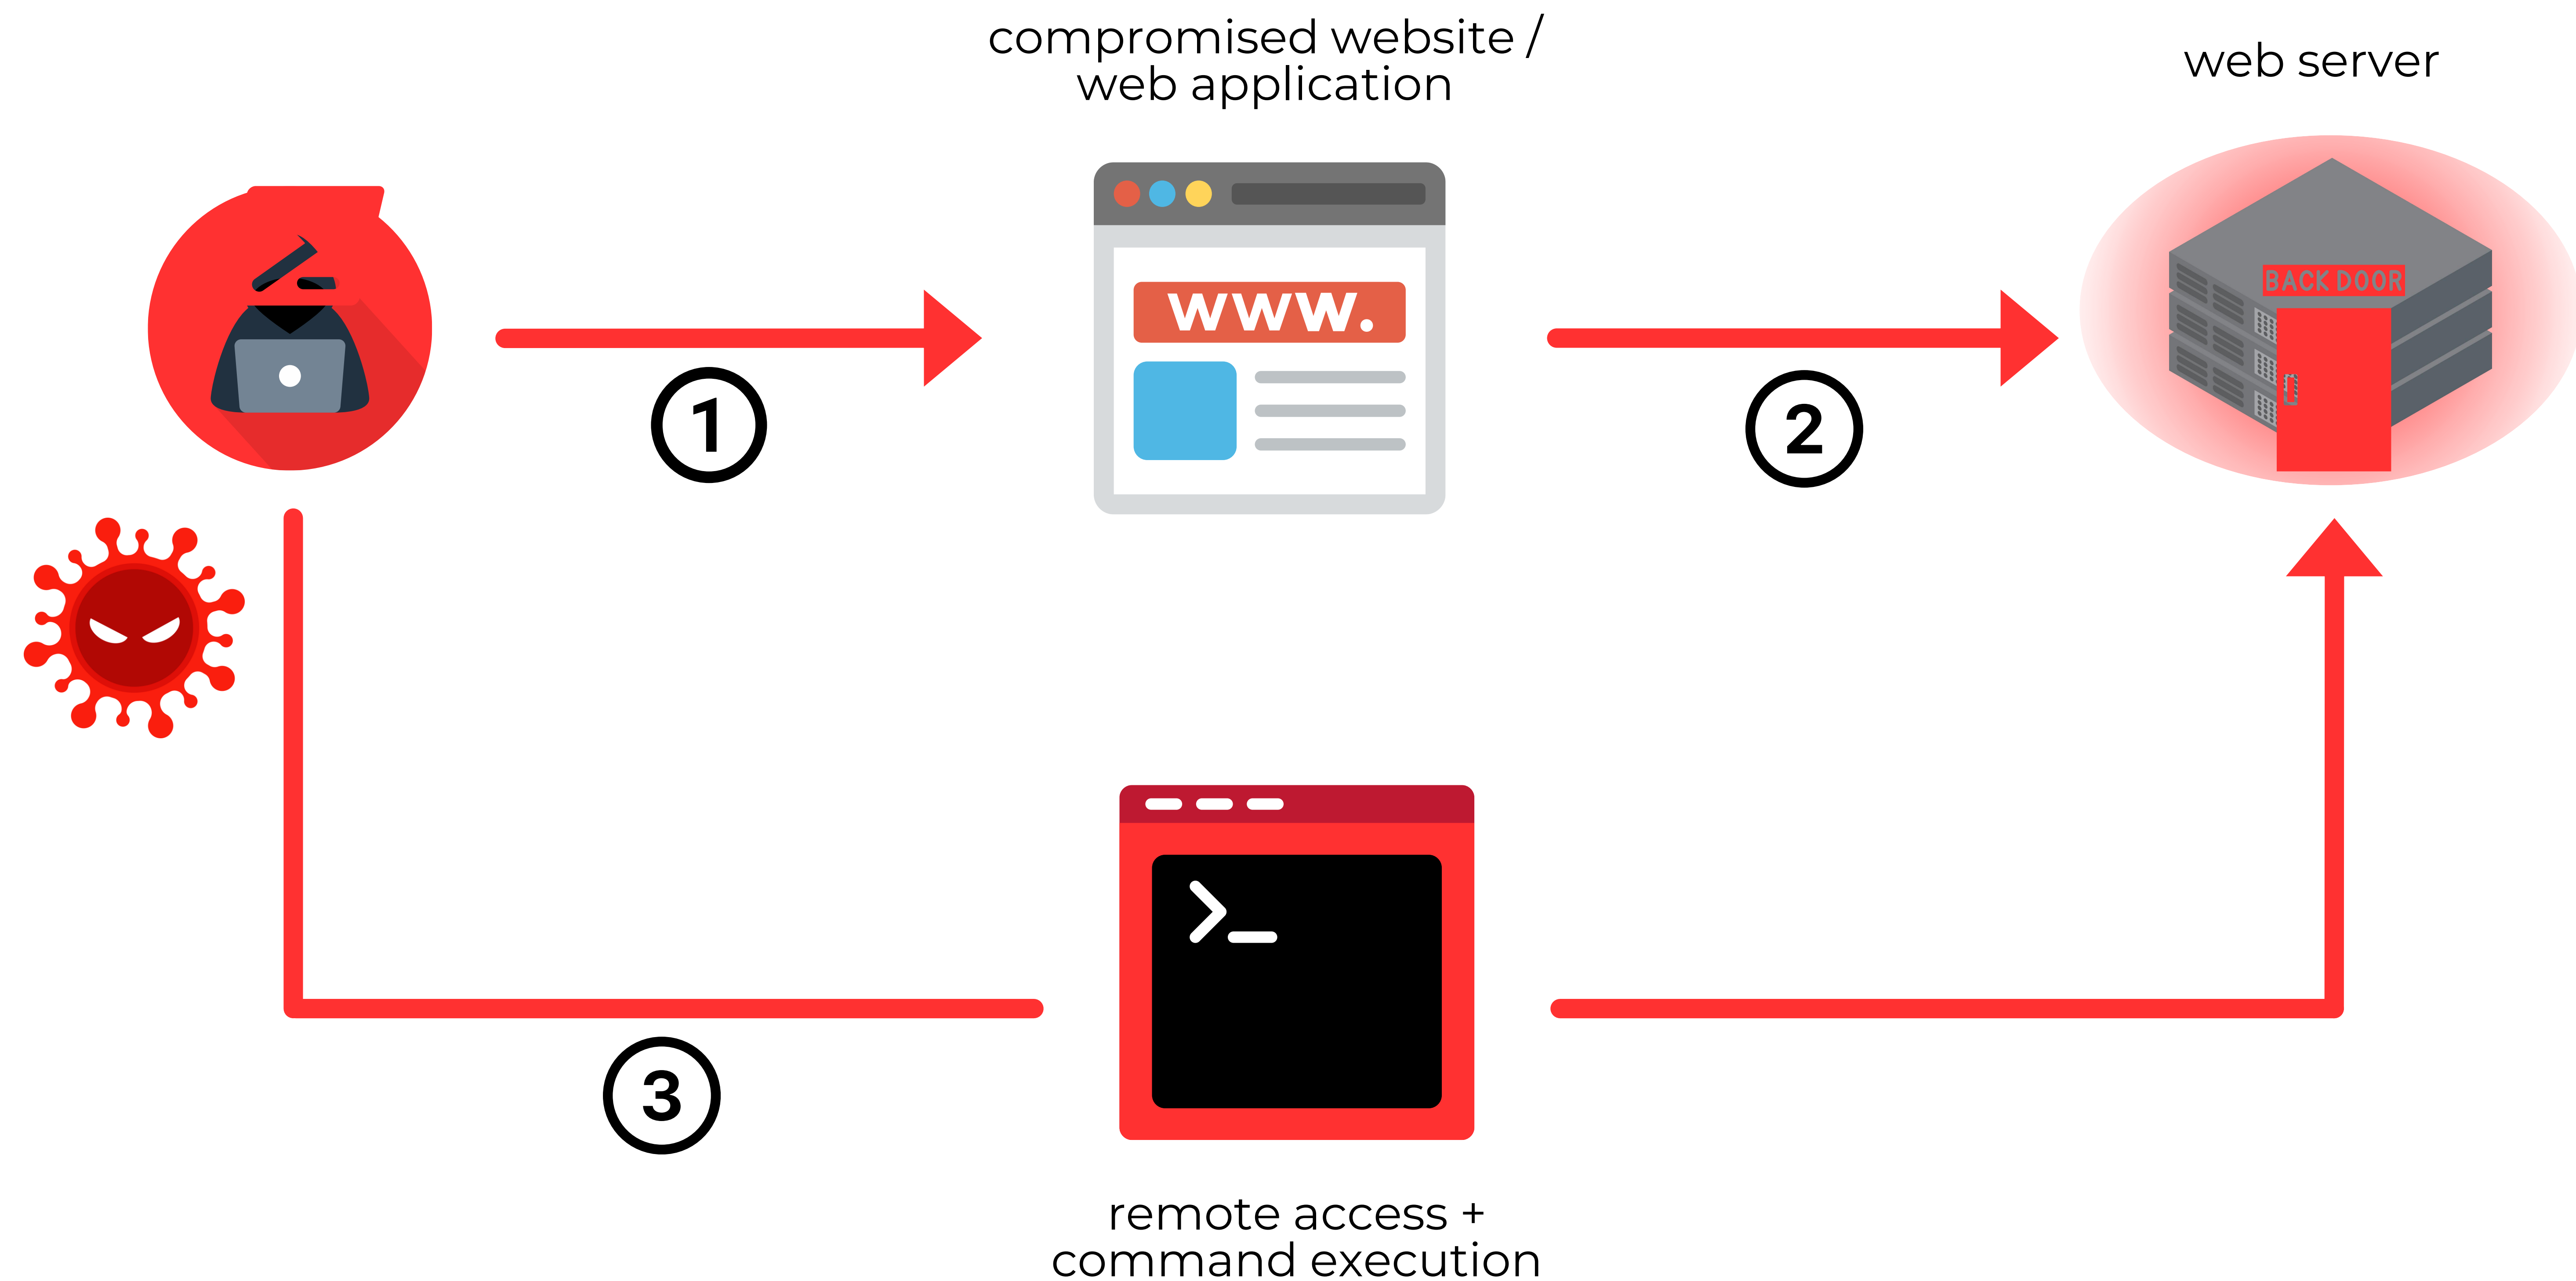 compromised website /
web application
web server
BACK DOOR
www.
1
2
>_
3
remote access +
command execution